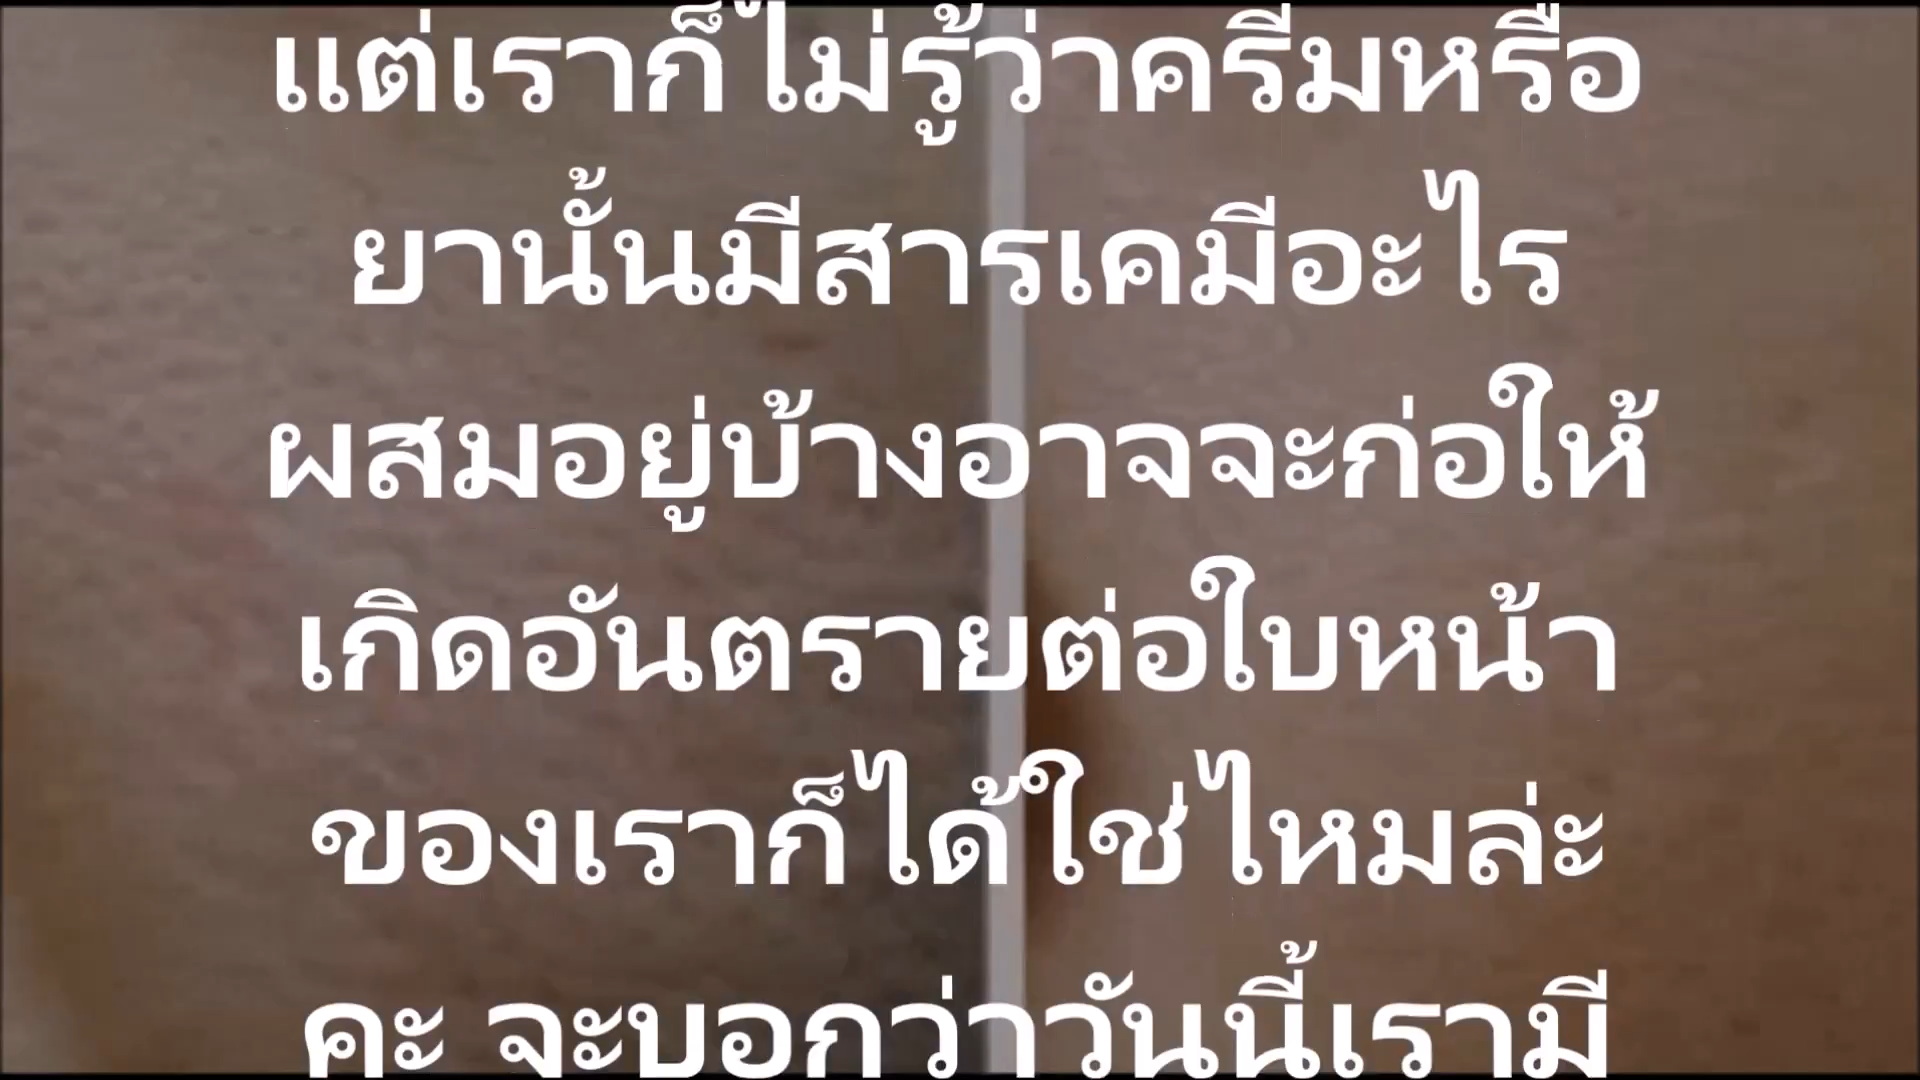 แต่เราก็ไม่รู้ว่าครีมหรือ
ยานั้นมีสารเคมีอะไร
ผสมอยู่บ้างอาจจะก่อให้
เกิดอันตรายต่อใบหน้า
ของเราก็ได้ใช่ไหมล่ะ
คะ จะบอกว่าวันนี้เรามี